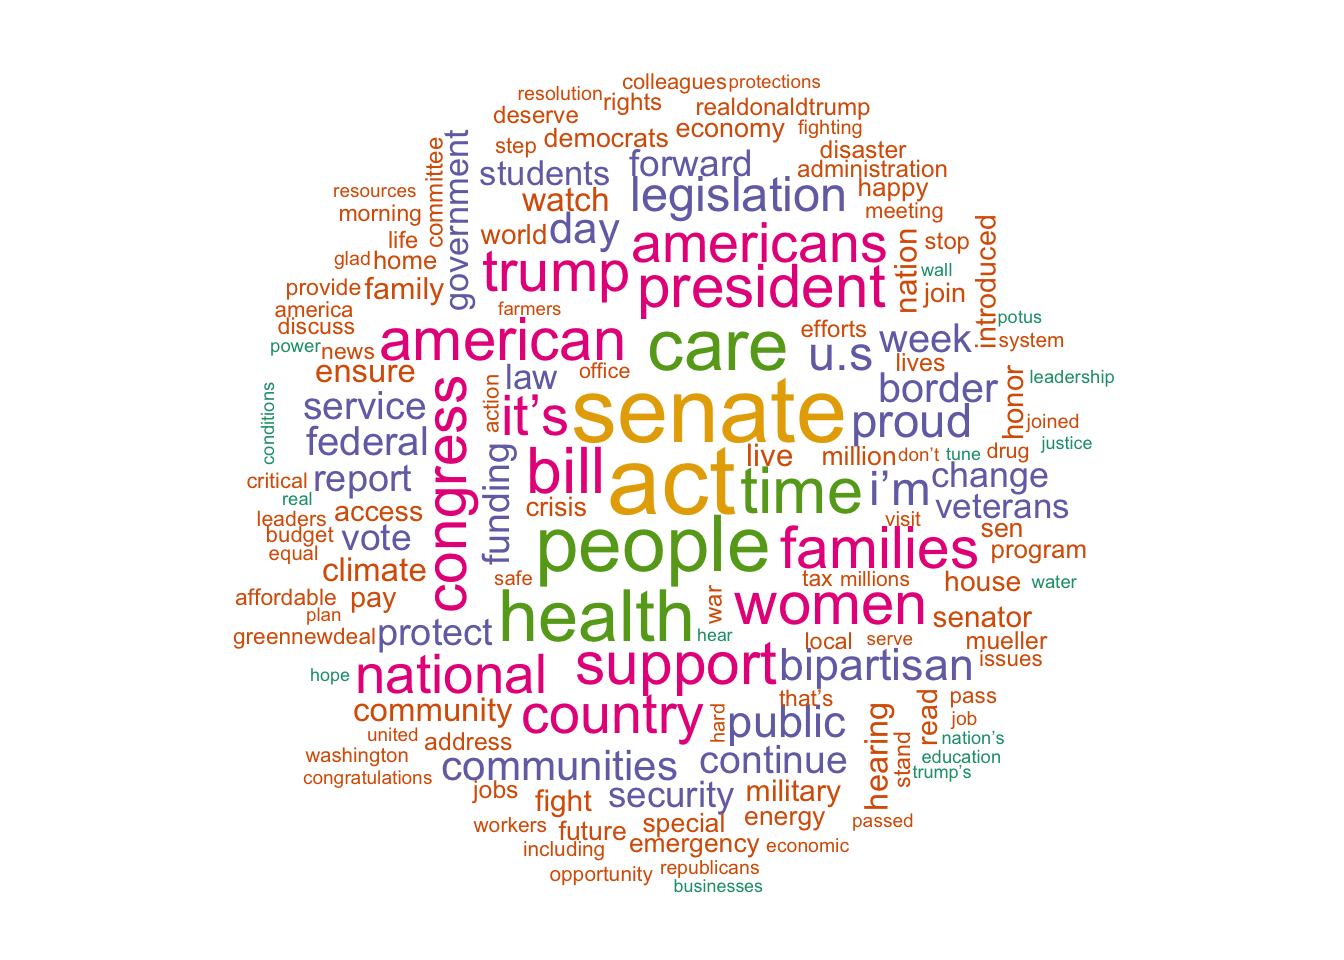 colleagues
protections
resolution
rights
realdonaldtrump
deserve
economy
fighting
step
democrats
disaster
committee
government
students
forward
administration
resources
watch
legislation
happy
morning
meeting
life
world
day
americans
nation
stop
introduced
glad
home
trump
president
wall
provide
family
join
america
farmers
potus
discuss
american
care
efforts
u.s
week
system
power
news
lives
ensure
law
office
border
honor
leadership
conditions
service
congress
action
it’s
senate
proud
joined
federal
justice
funding
bill
act
live
million
don’t
tune
drug
critical
report
time
i’m
change
real
access
crisis
veterans
leaders
visit
sen
budget
vote
people
families
program
equal
climate
safe
tax
millions
house
water
affordable
pay
war
women
plan
health
senator
greennewdeal
protect
hear
local
serve
mueller
hope
national
support
bipartisan
issues
that’s
pass
community
country
hard
public
hearing
read
job
united
address
stand
nation’s
washington
communities
continue
education
congratulations
trump’s
jobs
fight
security
military
workers
future
special
energy
passed
including
emergency
economic
opportunity
republicans
businesses